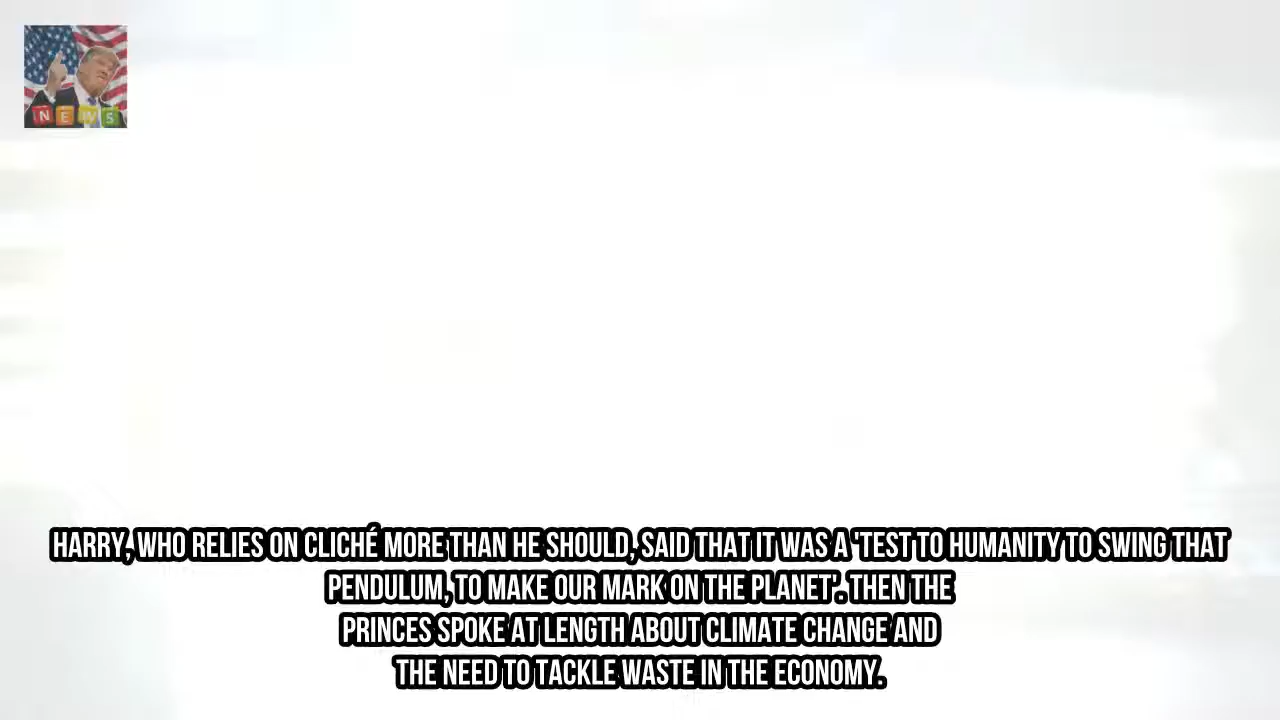 NEWS
HARRY, WHO RELIES ON CLICHÉ MORE THAN HE SHOULD, SAID THAT IT WAS A 'TEST TO HUMANITY TO SWING THAT
PENDULUM, TO MAKE OUR MARK ON THE PLANET'. THEN THE
PRINCES SPOKE AT LENGTH ABOUT CLIMATE CHANGE AND
THE NEED TO TACKLE WASTE IN THE ECONOMY.